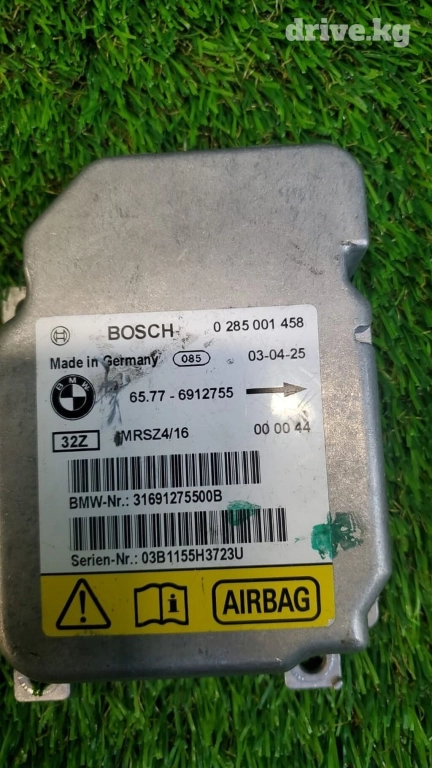 drive.kg
BOSCH 0 285 001 458
Made in Germany 085 03-04-25
BMW 65.77 - 6912755
32Z MRSZ4/16 00 00 44
BMW-Nr.: 31691275500B
Serien-Nr.: 03B1155H3723U
AIRBAG